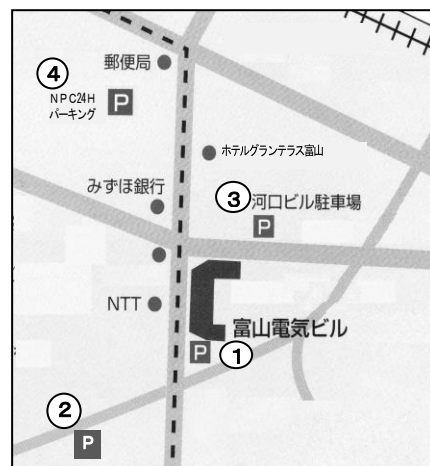 郵便局
④
NPC24H
パーキング
P
ホテルグランテラス富山
みずほ銀行
③
河口ビル駐車場
P
NTT
富山電気ビル
P
①
②
P